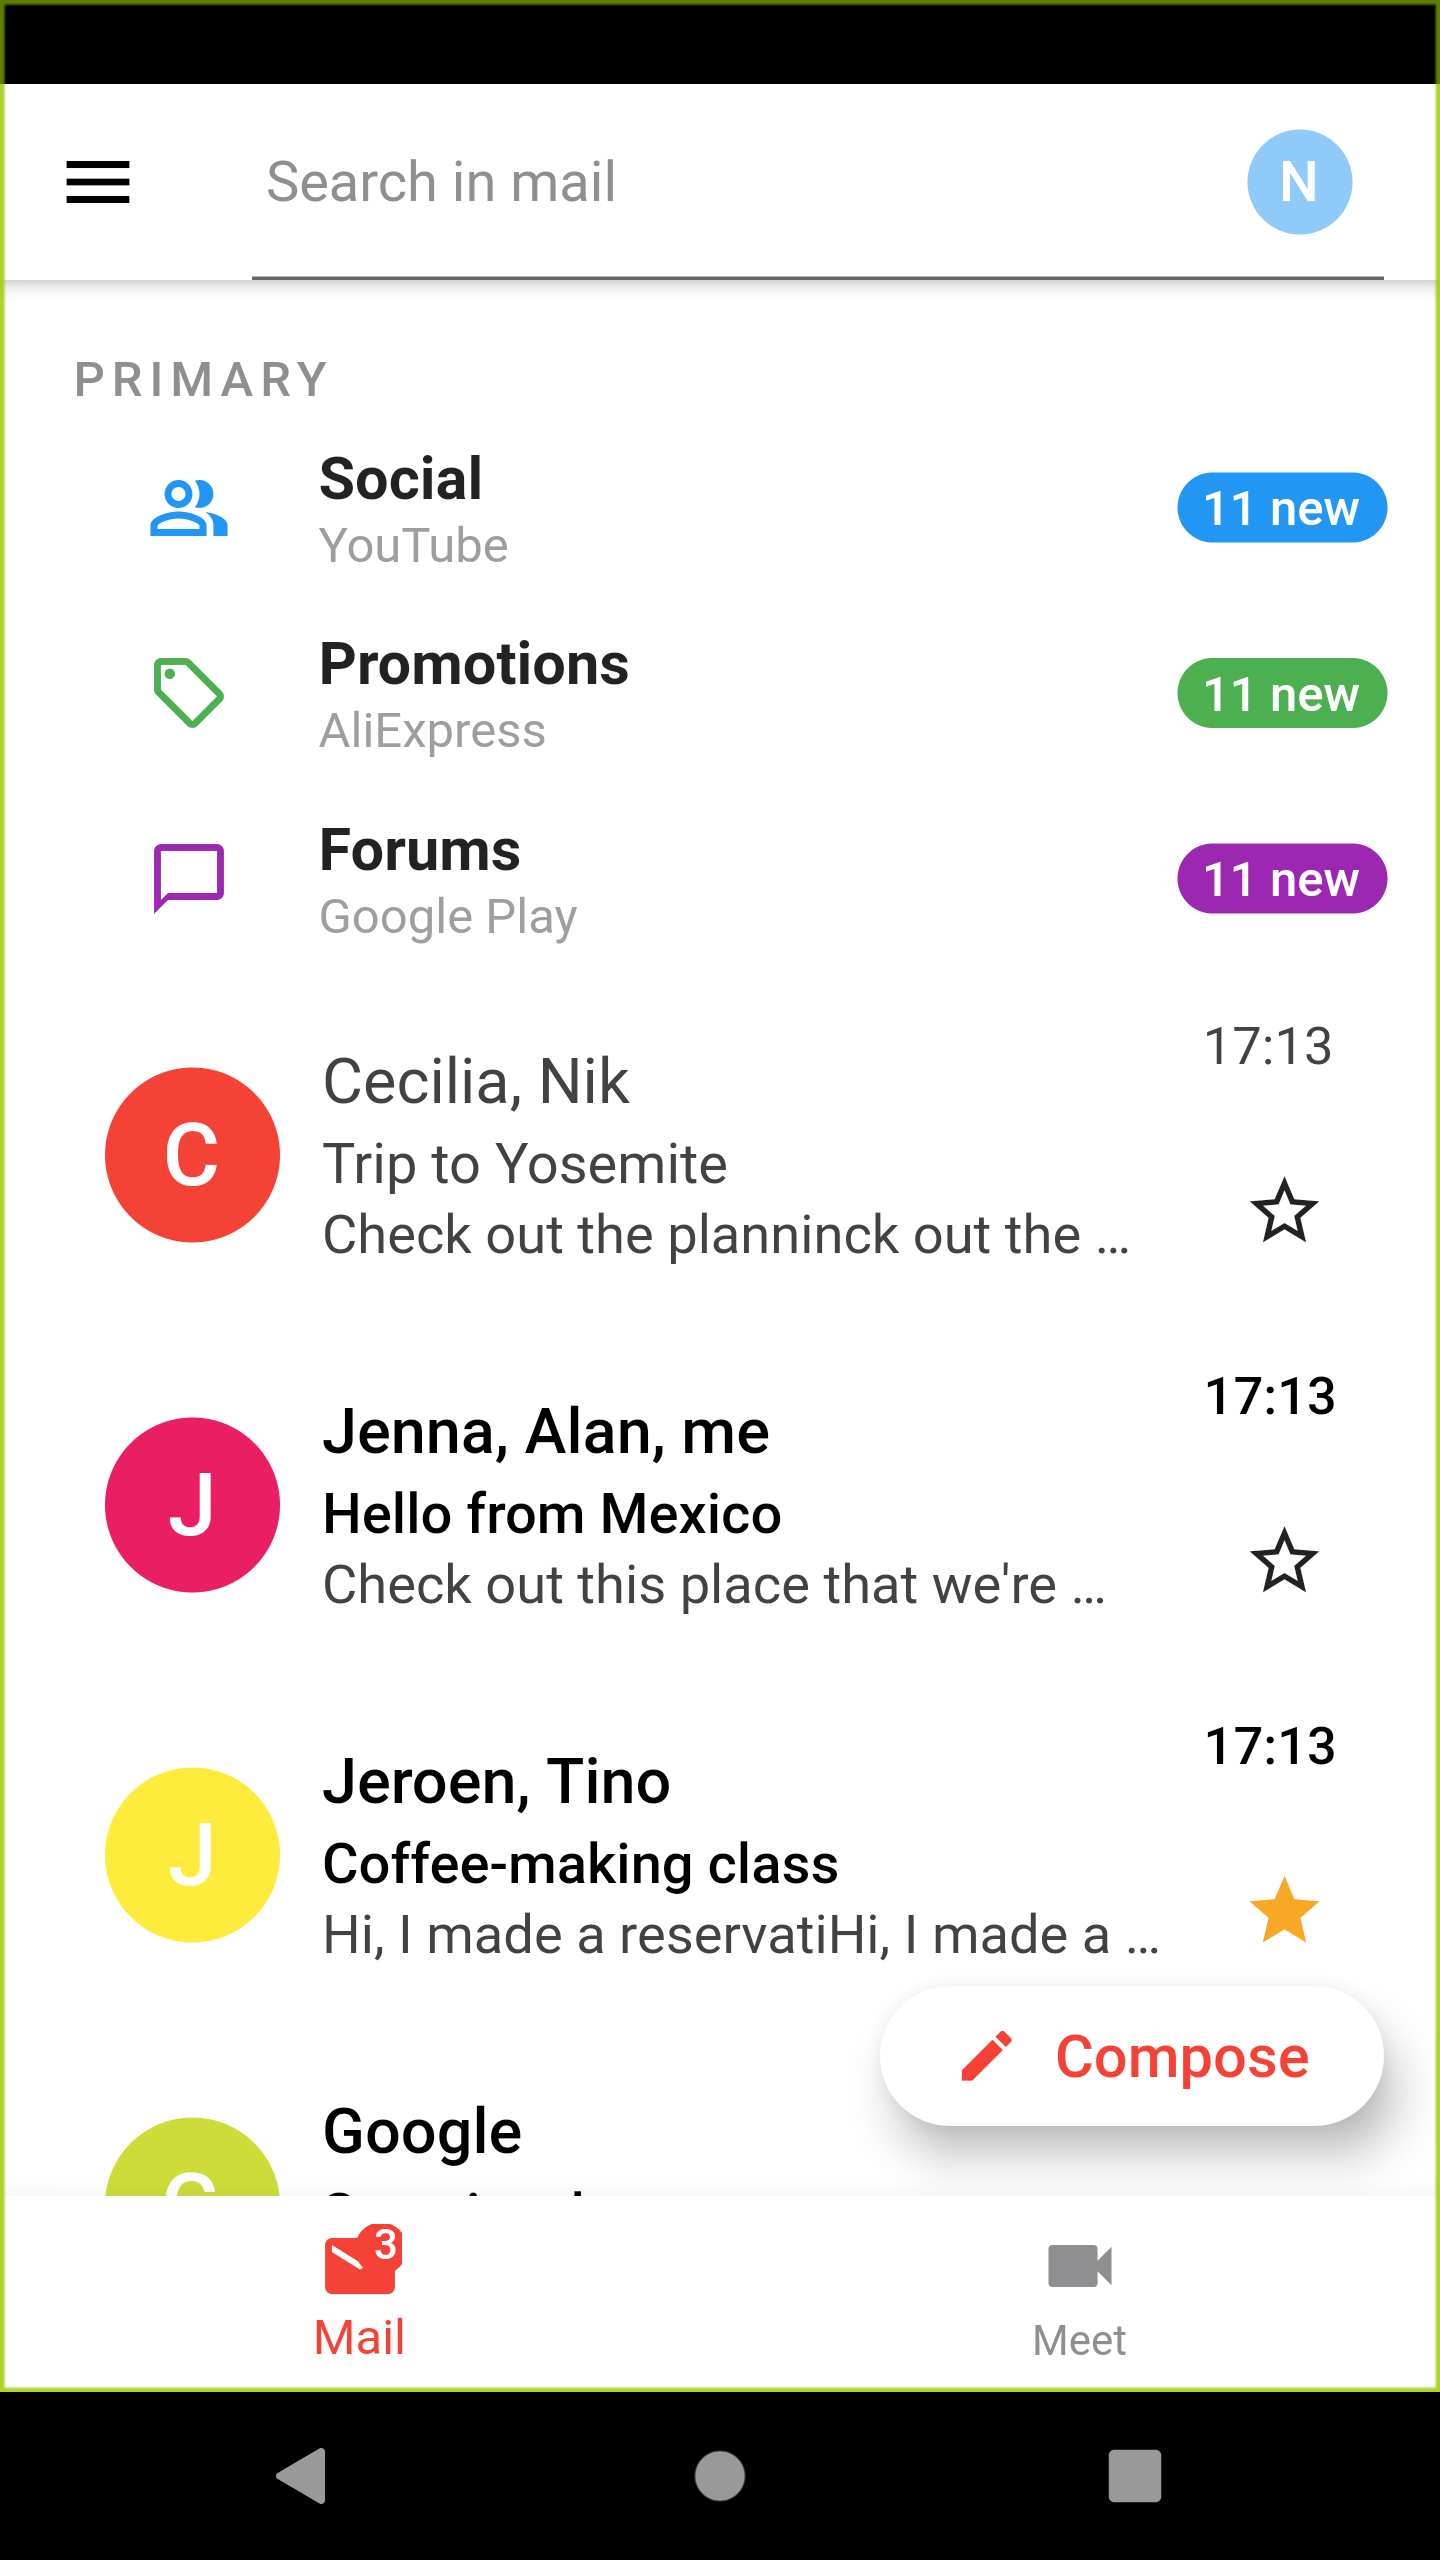 Search in mail
N
PRIMARY
Social
YouTube
11 new
Promotions
AliExpress
11 new
Forums
Google Play
11 new
17:13
Cecilia, Nik
C
Trip to Yosemite
Check out the planninck out the ...
17:13
Jenna, Alan, me
J
Hello from Mexico
Check out this place that we're ...
17:13
Jeroen, Tino
J
Coffee-making class
Hi, I made a reservatiHi, I made a ...
Compose
Google
3
Mail
Meet